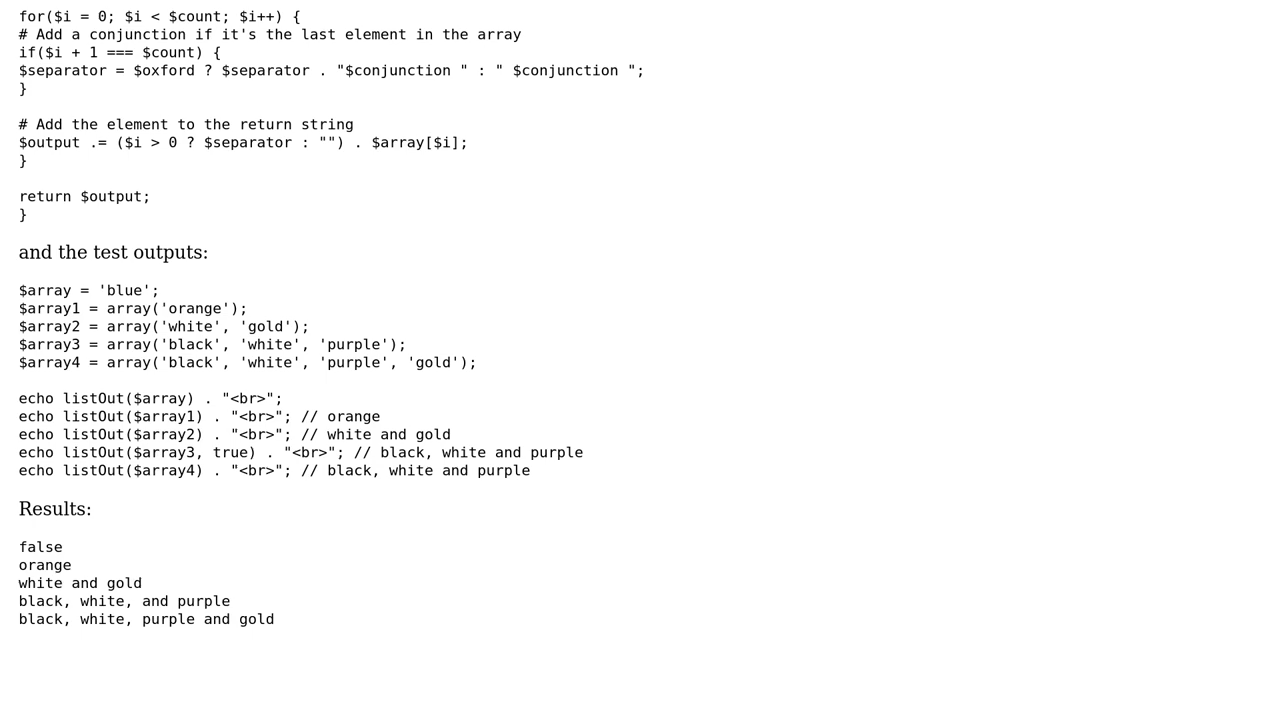 for($i = 0; $i < $count; $i++) {
# Add a conjunction if it's the last element in the array
if($i + 1 === $count) {
$separator = $oxford ? $separator . "$conjunction " : " $conjunction ";
}
# Add the element to the return string
$output .= ($i > 0 ? $separator : "") . $array[$i];
}
return $output;
}
and the test outputs:
$array = 'blue';
$array1 = array('orange');
$array2 = array('white', 'gold');
$array3 = array('black', 'white', 'purple');
$array4 = array('black', 'white', 'purple', 'gold');
echo listOut($array) . "<br>";
echo listOut($array1) . "<br>"; // orange
echo listOut($array2) . "<br>"; // white and gold
echo listOut($array3, true) . "<br>"; // black, white and purple
echo listOut($array4) . "<br>"; // black, white and purple
Results:
false
orange
white and gold
black, white, and purple
black, white, purple and gold